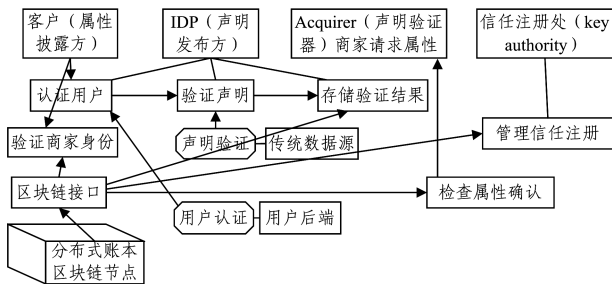 客户（属性
披露方）
IDP（声明
发布方）
Acquirer（声明验证
器）商家请求属性
信任注册处（key
authority）
认证用户
验证声明
存储验证结果
验证商家身份
声明验证
传统数据源
管理信任注册
区块链接口
检查属性确认
用户认证
用户后端
分布式账本
区块链节点